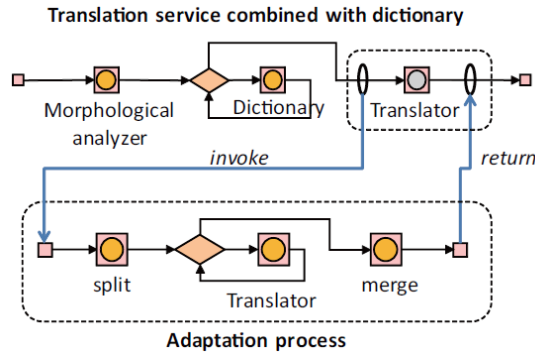 Translation service combined with dictionary
Morphological
analyzer
Dictionary
Translator
invoke
return
split
Translator
merge
Adaptation process